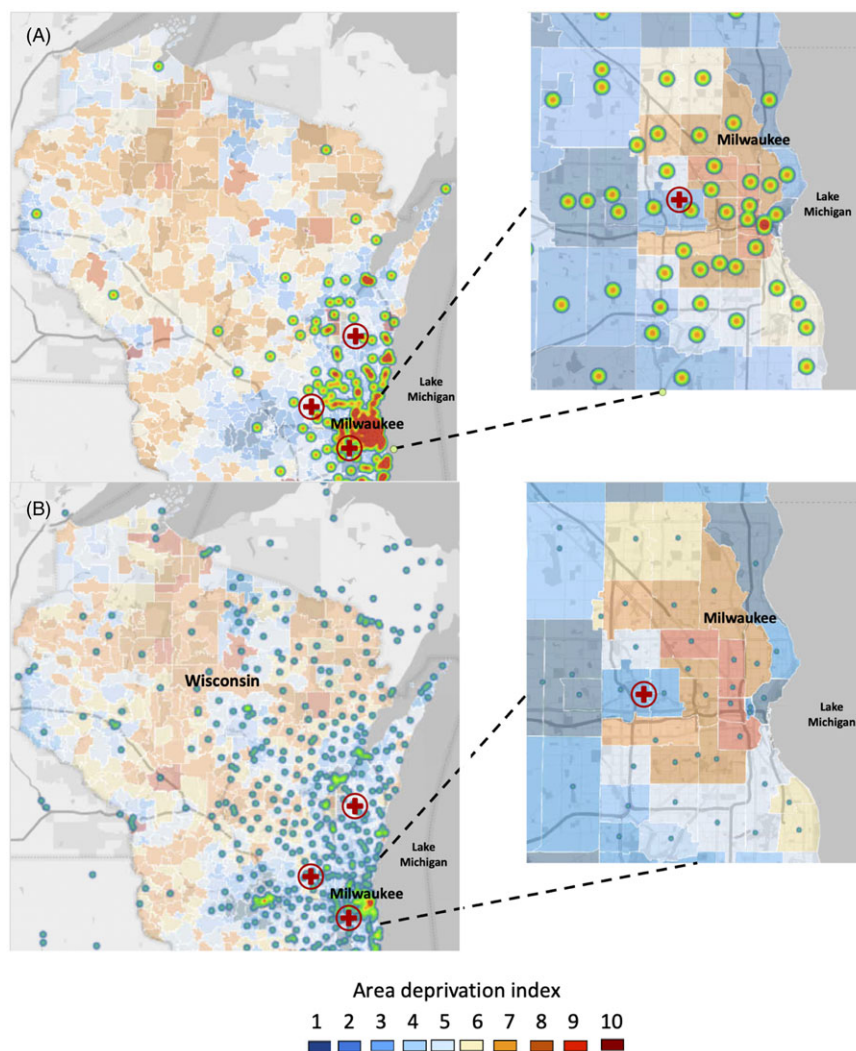 (A)
Milwaukee
Lake
Michigan
Lake
Michigan
Milwaukee
(B)
Milwaukee
Wisconsin
Lake
Michigan
Lake
Michigan
Milwaukee
Area deprivation index
1 2 3 4 5 6 7 8 9 10